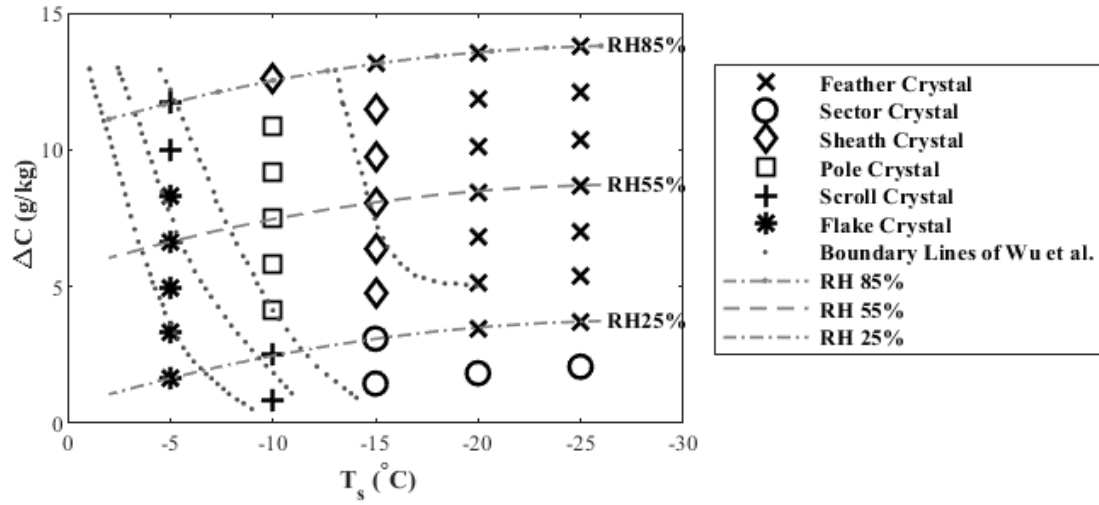 15
10
5
0
ΔC (g/kg)
0 -5 -10 -15 -20 -25 -30
T_s (°C)
RH85%
RH55%
RH25%
Feather Crystal
Sector Crystal
Sheath Crystal
Pole Crystal
Scroll Crystal
Flake Crystal
Boundary Lines of Wu et al.
RH 85%
RH 55%
RH 25%